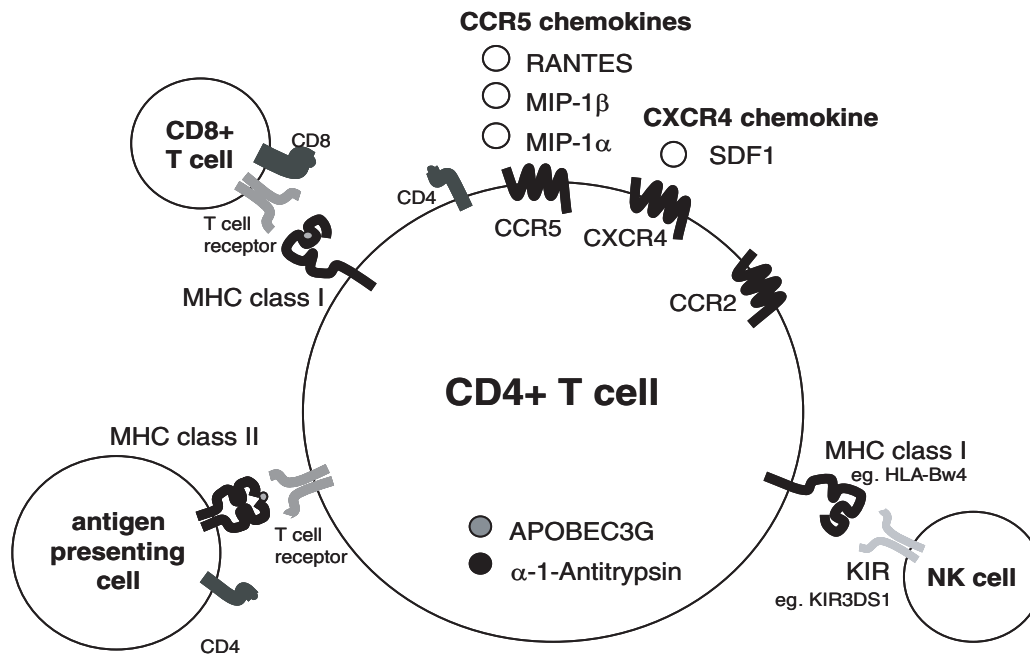 CCR5 chemokines
RANTES
MIP-1β
MIP-1α
CXCR4 chemokine
SDF1
CD8+
T cell
CD8
T cell
receptor
MHC class I
CD4
CCR5
CXCR4
CCR2
CD4+ T cell
MHC class II
antigen
presenting
cell
T cell
receptor
CD4
APOBEC3G
α-1-Antitrypsin
MHC class I
eg. HLA-Bw4
KIR
eg. KIR3DS1
NK cell